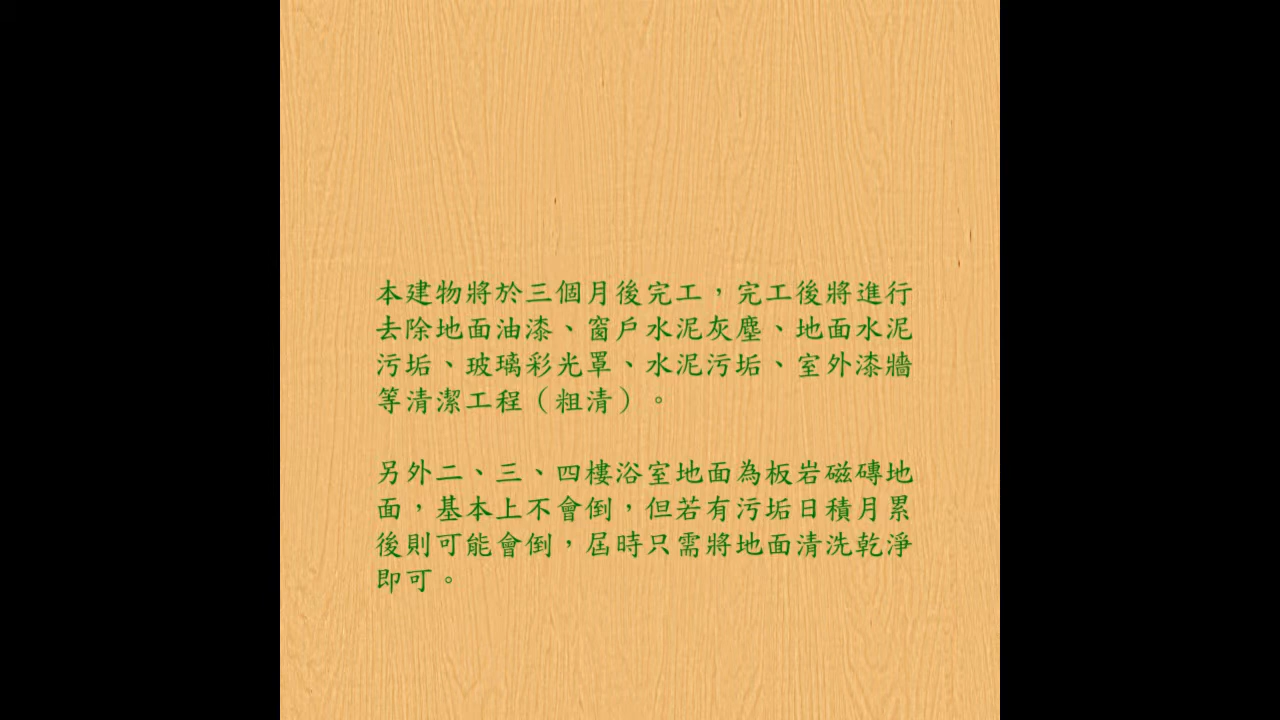 本建物將於三個月後完工，完工後將進行
去除地面油漆、窗戶水泥灰塵、地面水泥
污垢、玻璃彩光罩、水泥污垢、室外漆牆
等清潔工程（粗清）。
另外二、三、四樓浴室地面為板岩磁磚地
面，基本上不會倒，但若有污垢日積月累
後則可能會倒，屆時只需將地面清洗乾淨
即可。